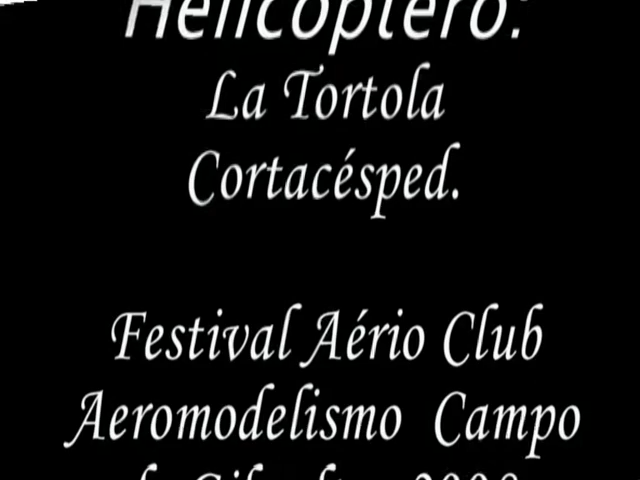 Helicoptero:
La Tortola
Cortacésped.
Festival Aério Club
Aeromodelismo Campo